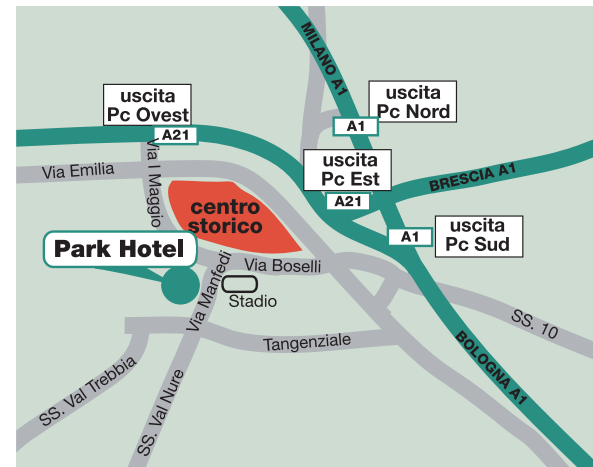 MILANO A1
uscita
Pc Ovest
A21
uscita
Pc Nord
A1
uscita
Pc Est
A21
BRESCIA A1
Via Emilia
Via I Maggio
centro
storico
uscita
Pc Sud
A1
Park Hotel
Via Boselli
Via Manfedi
Stadio
SS. 10
Tangenziale
BOLOGNA A1
SS. Val Trebbia
SS. Val Nure